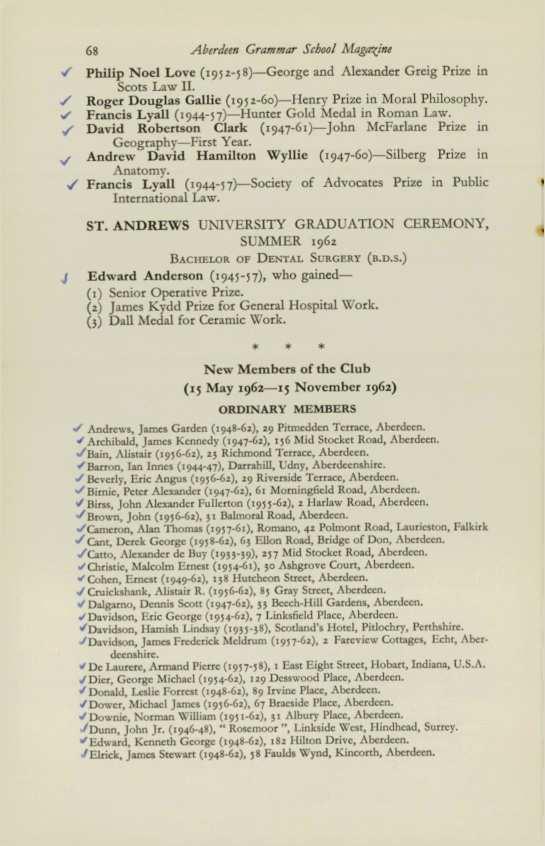 68 Aberdeen Grammar School Magazine
Philip Noel Love (1952-58)—George and Alexander Greig Prize in
Scots Law II.
Roger Douglas Gallie (1952-60)—Henry Prize in Moral Philosophy.
Francis Lyall (1944-57)—Hunter Gold Medal in Roman Law.
David Robertson Clark (1947-61)—John McFarlane Prize in
Geography—First Year.
Andrew David Hamilton Wyllie (1947-60)—Silberg Prize in
Anatomy.
Francis Lyall (1944-57)—Society of Advocates Prize in Public
International Law.
ST. ANDREWS UNIVERSITY GRADUATION CEREMONY,
SUMMER 1962
BACHELOR OF DENTAL SURGERY (B.D.S.)
Edward Anderson (1945-57), who gained—
(1) Senior Operative Prize.
(2) James Kydd Prize for General Hospital Work.
(3) Dall Medal for Ceramic Work.
* * *
New Members of the Club
(15 May 1962—15 November 1962)
ORDINARY MEMBERS
Andrews, James Garden (1948-62), 29 Pitmedden Terrace, Aberdeen.
Archibald, James Kennedy (1947-62), 156 Mid Stocket Road, Aberdeen.
Bain, Alistair (1956-62), 23 Richmond Terrace, Aberdeen.
Barron, Ian Innes (1944-47), Darrahill, Udny, Aberdeenshire.
Beverly, Eric Angus (1956-62), 29 Riverside Terrace, Aberdeen.
Birnie, Peter Alexander (1947-62), 61 Morningfield Road, Aberdeen.
Birss, John Alexander Fullerton (1955-62), 2 Harlaw Road, Aberdeen.
Brown, John (1956-62), 31 Balmoral Road, Aberdeen.
Cameron, Alan Thomas (1957-61), Romano, 42 Polmont Road, Laurieston, Falkirk
Cant, Derek George (1958-62), 63 Ellon Road, Bridge of Don, Aberdeen.
Catto, Alexander de Buy (1933-39), 257 Mid Stocket Road, Aberdeen.
Christie, Malcolm Ernest (1954-61), 30 Ashgrove Court, Aberdeen.
Cohen, Ernest (1949-62), 138 Hutcheon Street, Aberdeen.
Cruickshank, Alistair R. (1956-62), 85 Gray Street, Aberdeen.
Dalgarno, Dennis Scott (1947-62), 33 Beech-Hill Gardens, Aberdeen.
Davidson, Eric George (1954-62), 7 Linksfield Place, Aberdeen.
Davidson, Hamish Lindsay (1935-38), Scotland's Hotel, Pitlochry, Perthshire.
Davidson, James Frederick Meldrum (1957-62), 2 Fareview Cottages, Echt, Aber-
deenshire.
De Laurere, Armand Pierre (1957-58), 1 East Eight Street, Hobart, Indiana, U.S.A.
Dier, George Michael (1954-62), 129 Desswood Place, Aberdeen.
Donald, Leslie Forrest (1948-62), 89 Irvine Place, Aberdeen.
Dower, Michael James (1956-62), 67 Braeside Place, Aberdeen.
Downie, Norman William (1951-62), 31 Albury Place, Aberdeen.
Dunn, John Jr. (1946-48), " Rosemoor ", Linkside West, Hindhead, Surrey.
Edward, Kenneth George (1948-62), 182 Hilton Drive, Aberdeen.
Elrick, James Stewart (1948-62), 58 Faulds Wynd, Kincorth, Aberdeen.